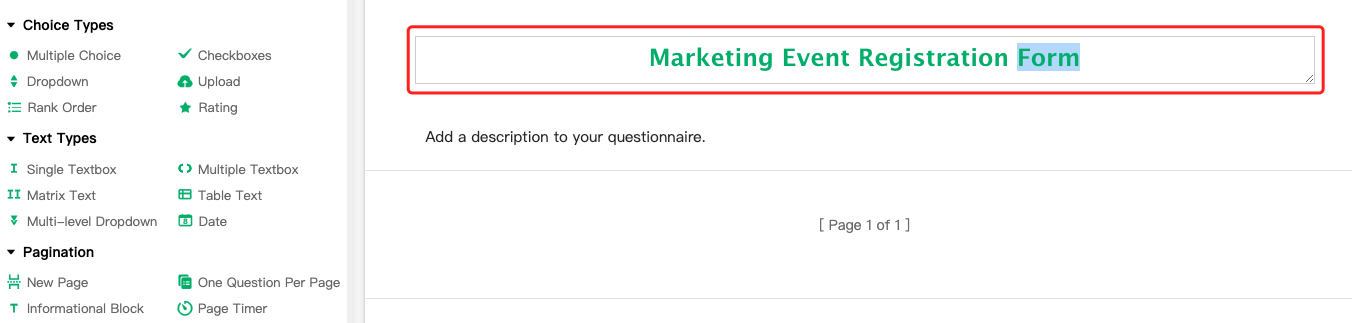 Choice Types
Multiple Choice
Checkboxes
Dropdown
Upload
Rank Order
Rating
Text Types
Single Textbox
Multiple Textbox
Matrix Text
Table Text
Multi-level Dropdown
Date
Pagination
New Page
One Question Per Page
Informational Block
Page Timer
Marketing Event Registration Form
Add a description to your questionnaire.
[ Page 1 of 1 ]